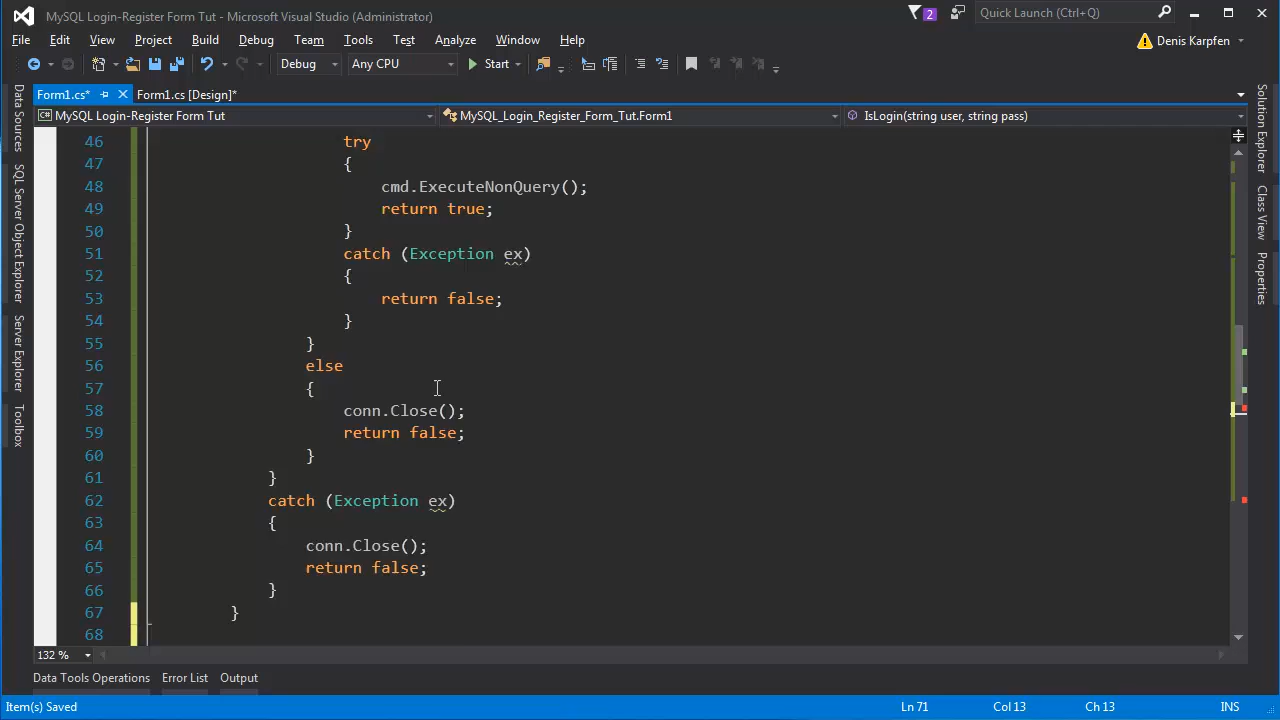 MySQL Login-Register Form Tut - Microsoft Visual Studio (Administrator)
2
Quick Launch (Ctrl+Q)
File Edit View Project Build Debug Team Tools Test Analyze Window Help
Denis Karpfen
Debug Any CPU Start
Form1.cs* Form1.cs [Design]*
C# MySQL Login-Register Form Tut MySQL_Login_Register_Form_Tut.Form1 IsLogin(string user, string pass)
Data Sources
SQL Server Object Explorer
Server Explorer
Toolbox
46 try
47 {
48 cmd.ExecuteNonQuery();
49 return true;
50 }
51 catch (Exception ex)
52 {
53 return false;
54 }
55 }
56 else
57 {
58 conn.Close();
59 return false;
60 }
61 }
62 catch (Exception ex)
63 {
64 conn.Close();
65 return false;
66 }
67 }
68
Solution Explorer
Class View
Properties
132 %
Data Tools Operations Error List Output
Item(s) Saved Ln 71 Col 13 Ch 13 INS